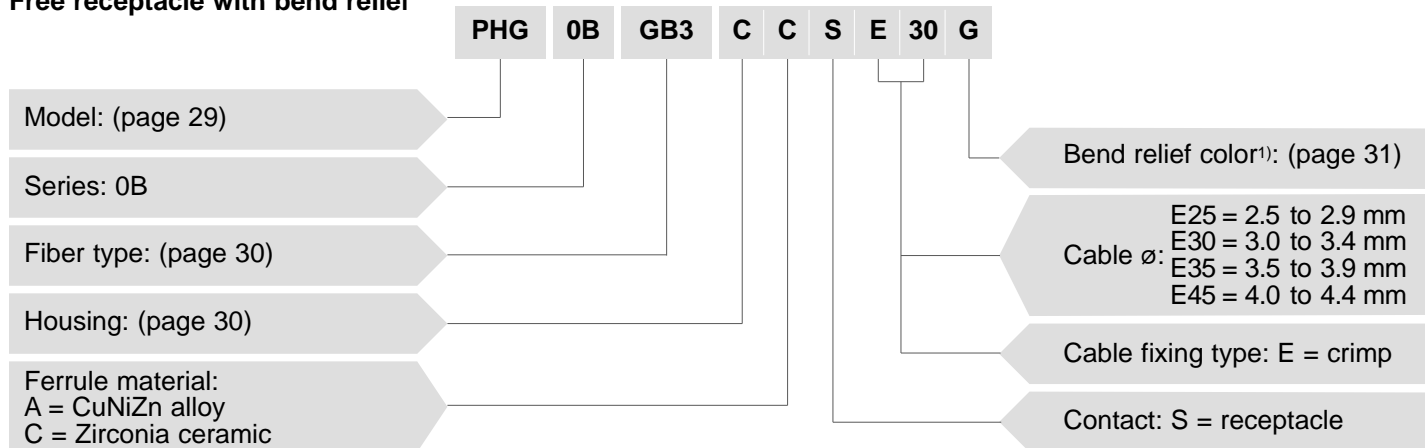 Free receptacle with bend relief
PHG 0B GB3 C C S E 30 G
Model: (page 29)
Series: 0B
Fiber type: (page 30)
Housing: (page 30)
Ferrule material:
A = CuNiZn alloy
C = Zirconia ceramic
Bend relief color1): (page 31)
Cable ø:
E25 = 2.5 to 2.9 mm
E30 = 3.0 to 3.4 mm
E35 = 3.5 to 3.9 mm
E45 = 4.0 to 4.4 mm
Cable fixing type: E = crimp
Contact: S = receptacle